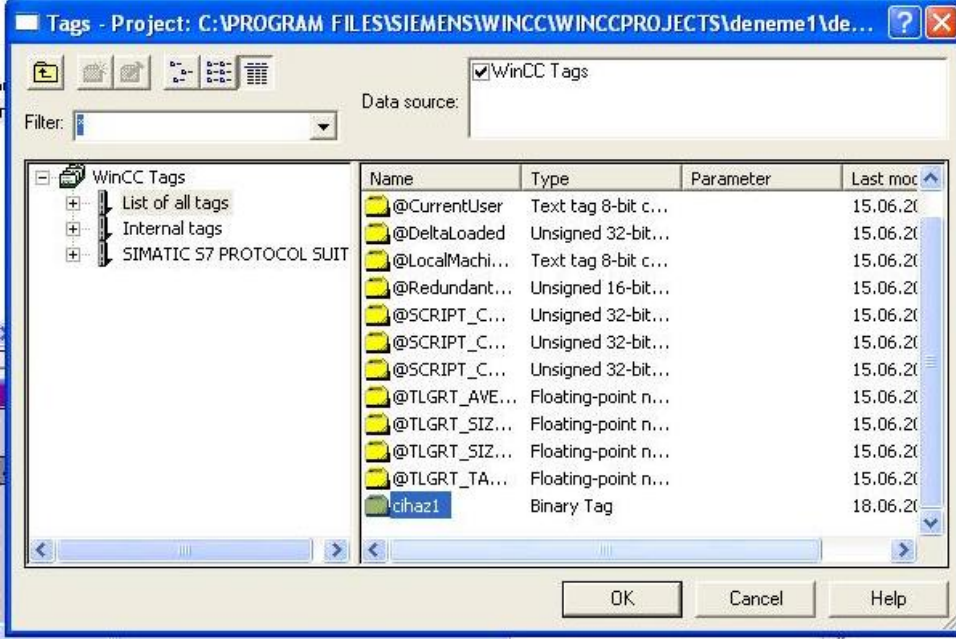 Tags - Project: C:\PROGRAM FILES\SIEMENS\WINCC\WINCCPROJECTS\deneme1\de...
WinCC Tags
Data source:
Filter: *
WinCC Tags
List of all tags
Internal tags
SIMATIC S7 PROTOCOL SUIT
Name Type Parameter Last moc
@CurrentUser Text tag 8-bit c... 15.06.20
@DeltaLoaded Unsigned 32-bit... 15.06.20
@LocalMachi... Text tag 8-bit c... 15.06.20
@Redundant... Unsigned 16-bit... 15.06.20
@SCRIPT_C... Unsigned 32-bit... 15.06.20
@SCRIPT_C... Unsigned 32-bit... 15.06.20
@SCRIPT_C... Unsigned 32-bit... 15.06.20
@TLGRT_AVE... Floating-point n... 15.06.20
@TLGRT_SIZ... Floating-point n... 15.06.20
@TLGRT_SIZ... Floating-point n... 15.06.20
@TLGRT_TA... Floating-point n... 15.06.20
cihaz1 Binary Tag 18.06.20
OK Cancel Help